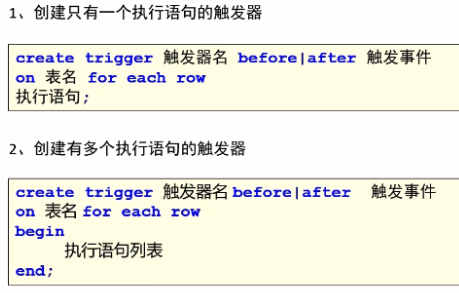 1、创建只有一个执行语句的触发器
create trigger 触发器名 before|after 触发事件
on 表名 for each row
执行语句;
2、创建有多个执行语句的触发器
create trigger 触发器名 before|after 触发事件
on 表名 for each row
begin
执行语句列表
end;